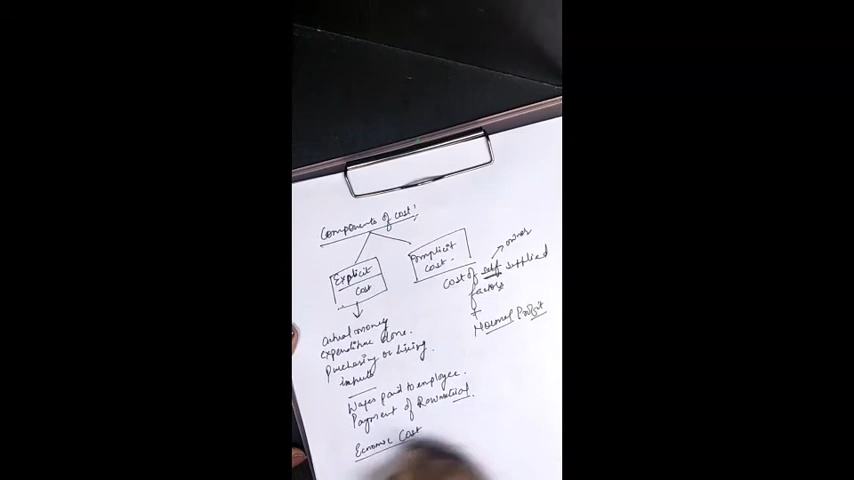 Components of cost:
Explicit
cost
Implicit
cost -
owner
cost of self supplied
factors
+
Normal Profit
actual money
expenditure done.
purchasing or hiring
inputs
Wages paid to employee.
Payment of Raw material.
Economic Cost